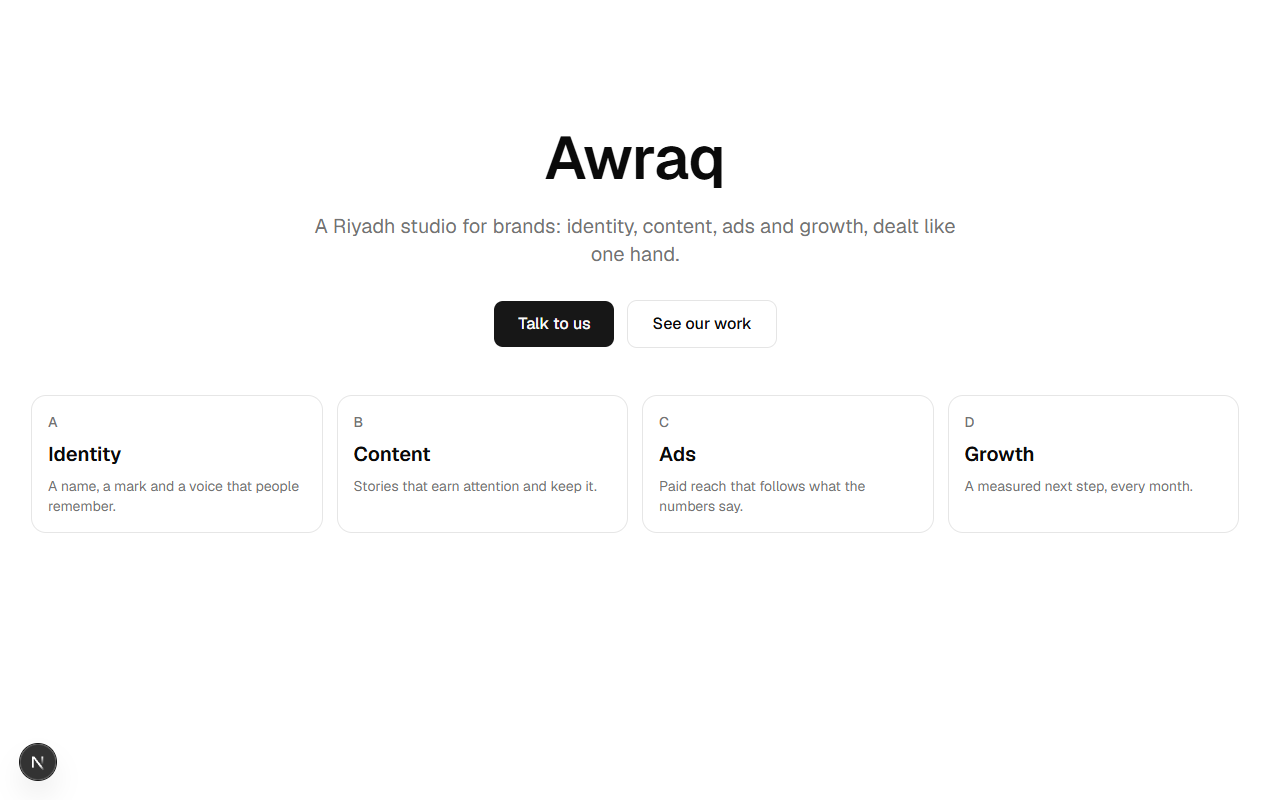 Awraq
A Riyadh studio for brands: identity, content, ads and growth, dealt like
one hand.
Talk to us
See our work
A
Identity
A name, a mark and a voice that people
remember.
B
Content
Stories that earn attention and keep it.
C
Ads
Paid reach that follows what the
numbers say.
D
Growth
A measured next step, every month.
N